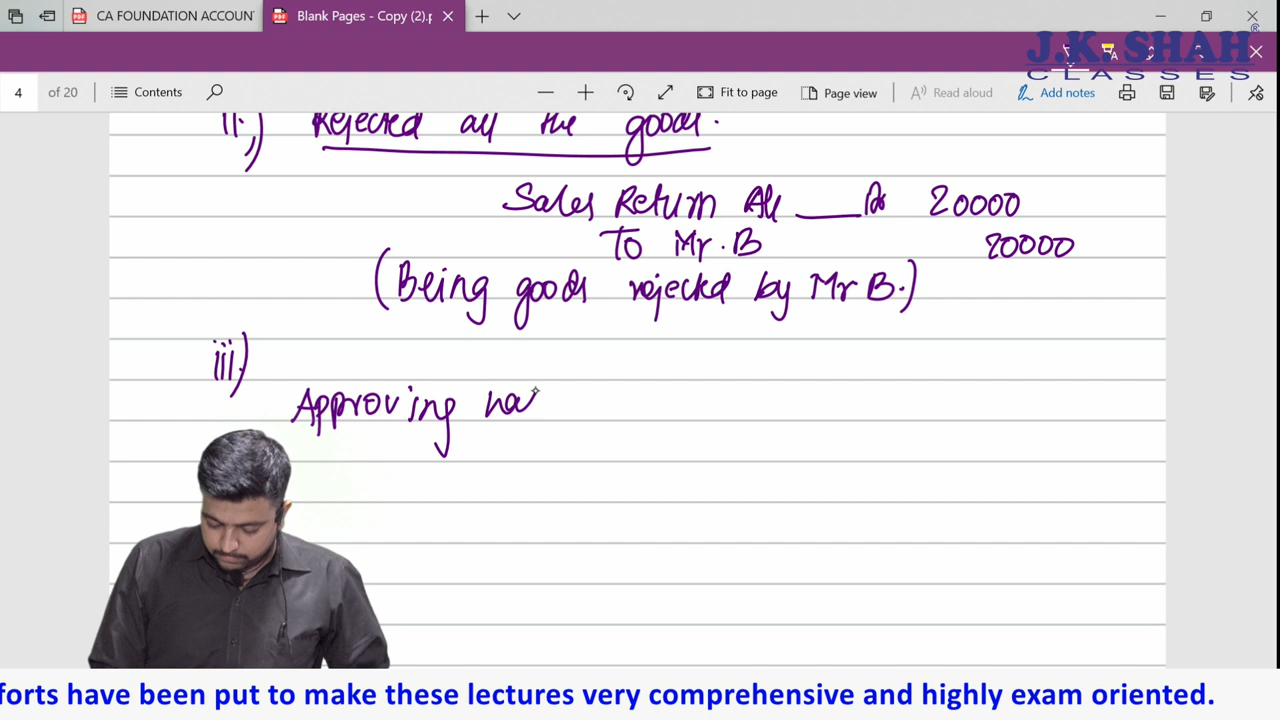 CA FOUNDATION ACCOUN
Blank Pages - Copy (2).p
J.K. SHAH®
CLASSES
4 of 20
Contents
Fit to page
Page view
Read aloud
Add notes
ii.) Rejected all the goods.
Sales Return A/c ____ Dr 20000
To Mr. B 20000
(Being goods rejected by Mr B.)
iii.)
Approving
forts have been put to make these lectures very comprehensive and highly exam oriented.